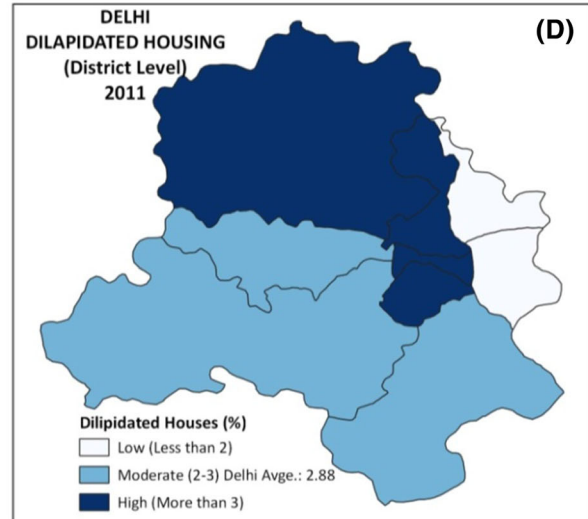 DELHI
DILAPIDATED HOUSING
(District Level)
2011
(D)
Dilipidated Houses (%)
Low (Less than 2)
Moderate (2-3) Delhi Avge.: 2.88
High (More than 3)